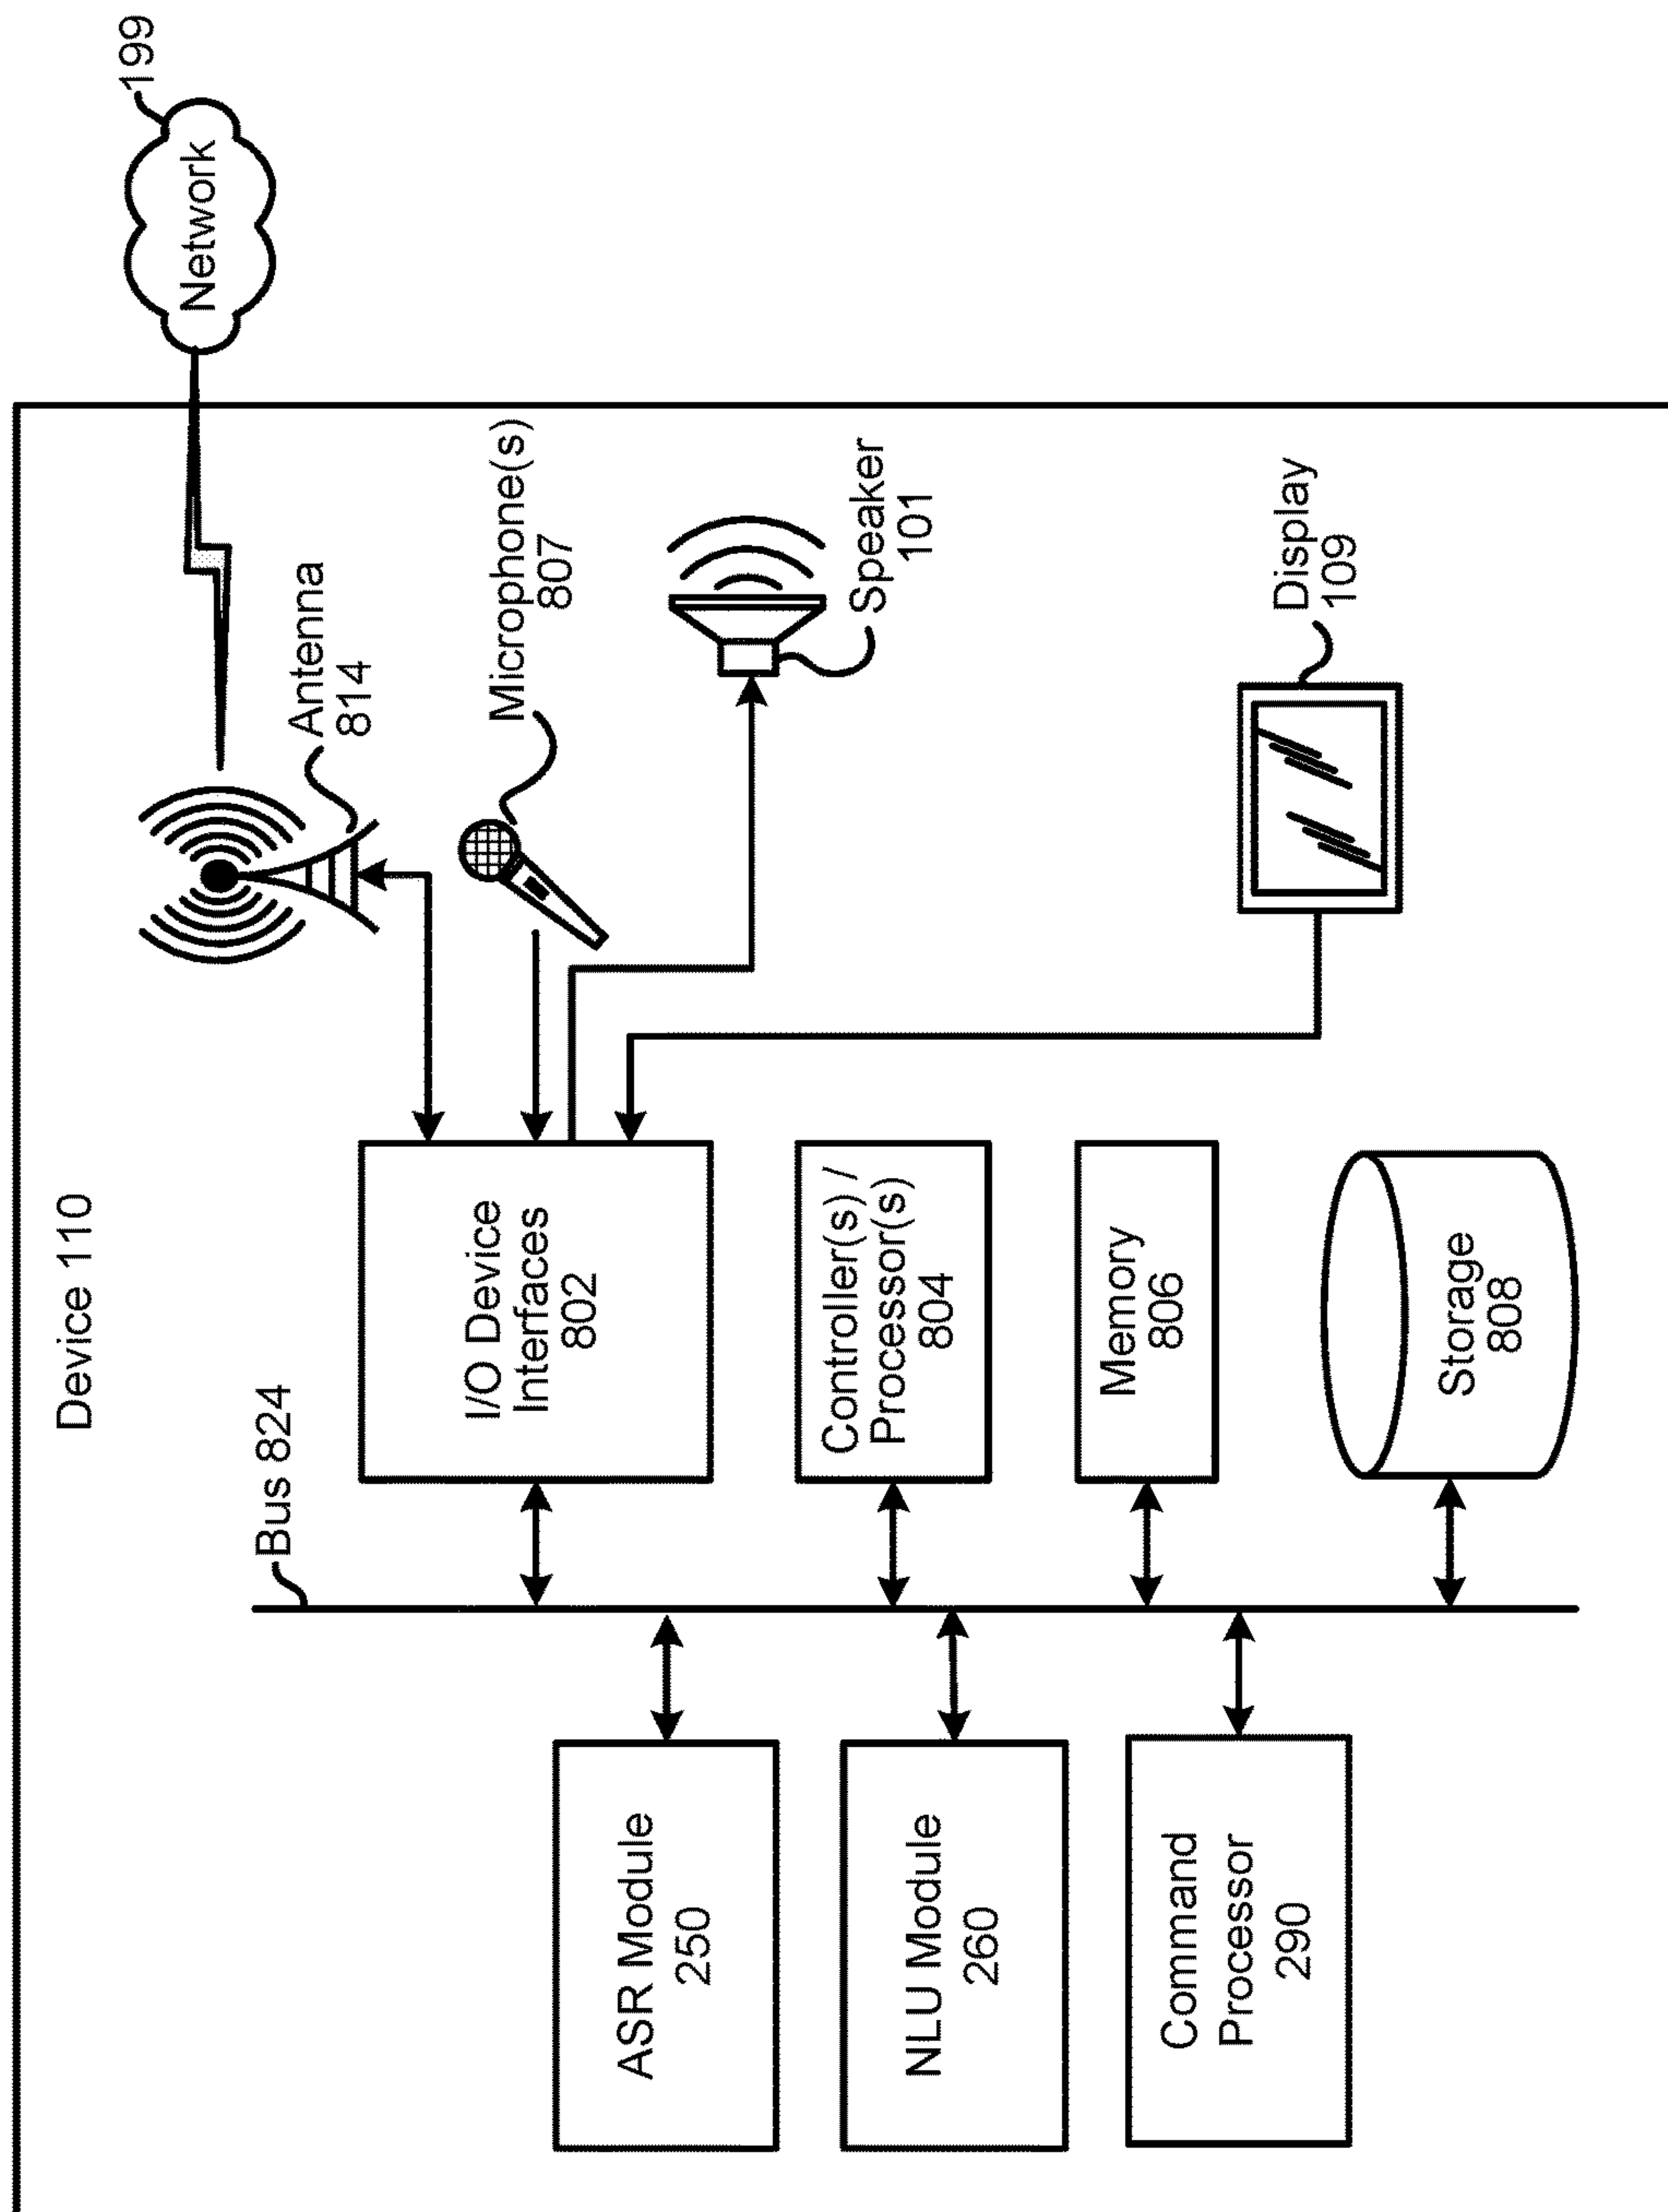 Device 110
Bus 824
Network
199
Antenna
814
Microphone(s)
807
Speaker
101
Display
109
I/O Device
Interfaces
802
Controller(s) /
Processor(s)
804
Memory
806
Storage
808
ASR Module
250
NLU Module
260
Command
Processor
290